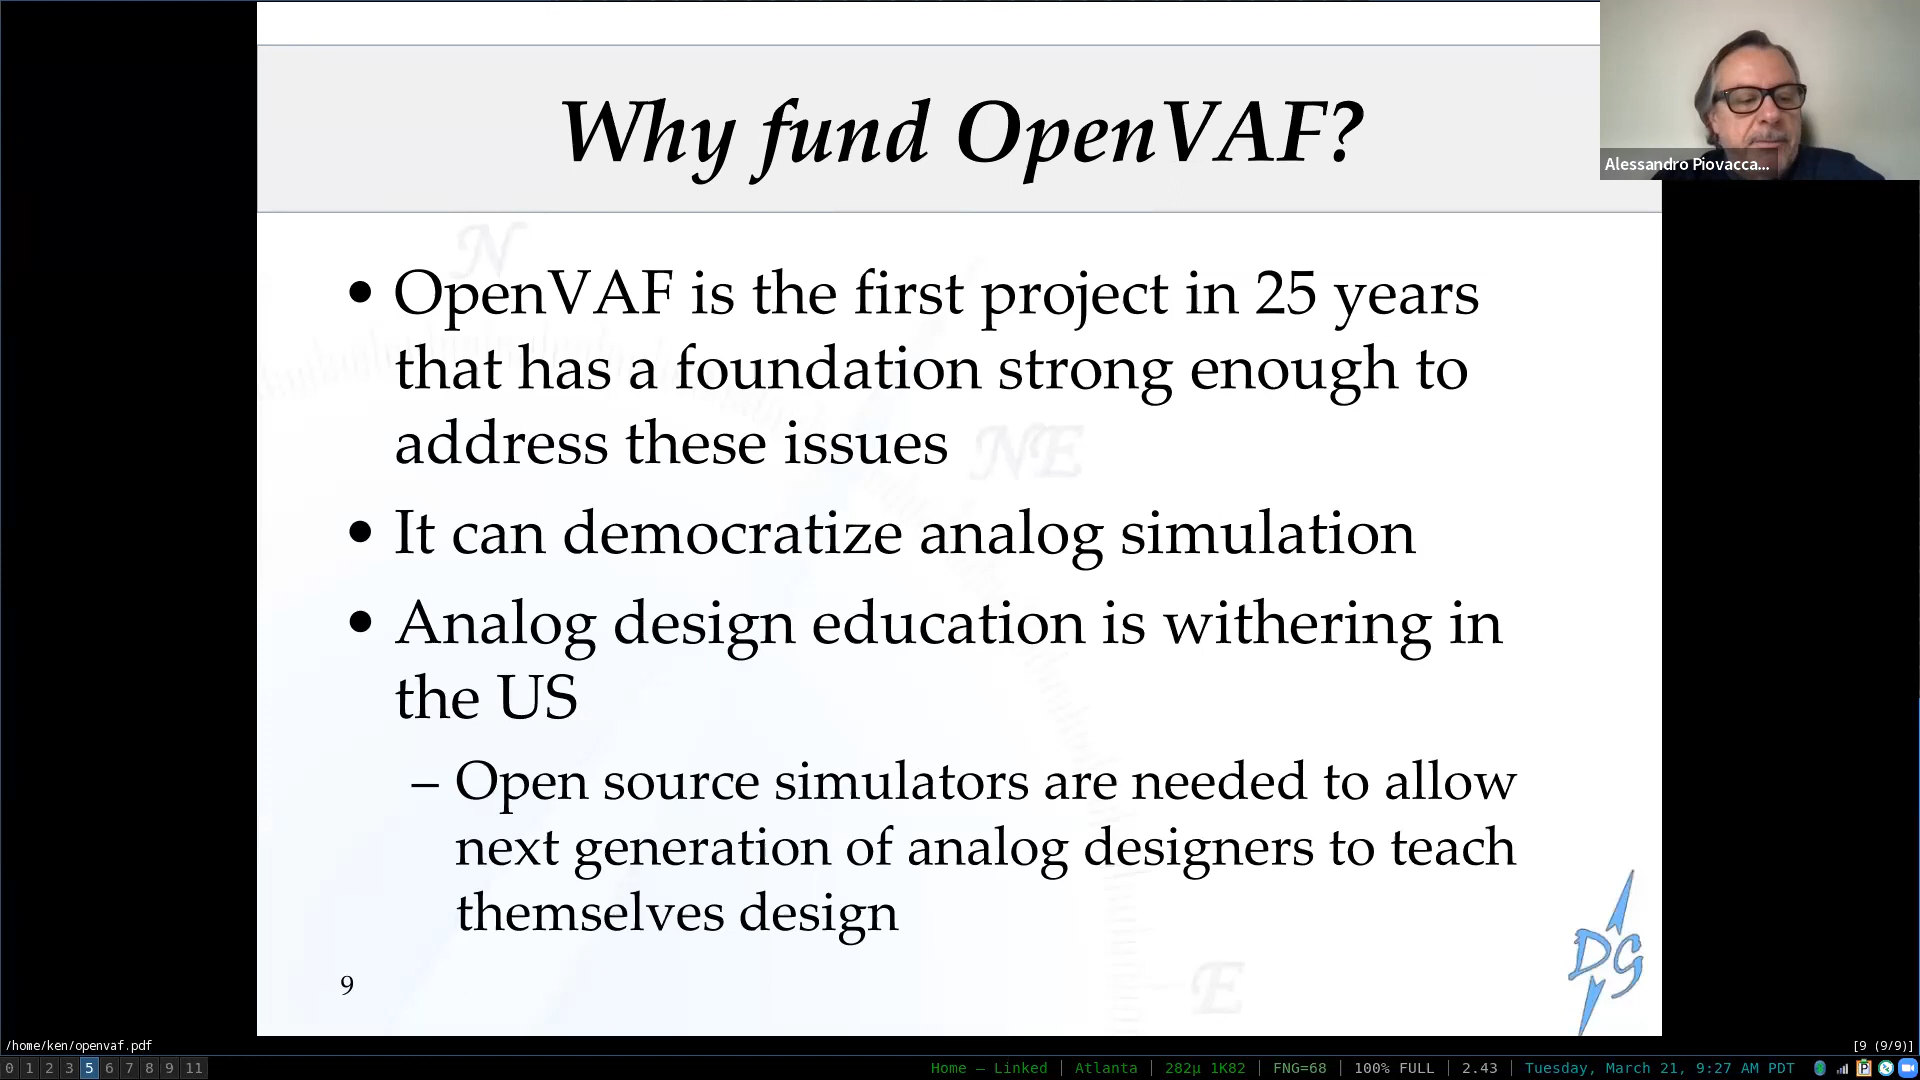 Why fund OpenVAF?
Alessandro Piovacca...
N
• OpenVAF is the first project in 25 years
that has a foundation strong enough to
address these issues
NE
• It can democratize analog simulation
• Analog design education is withering in
the US
– Open source simulators are needed to allow
next generation of analog designers to teach
themselves design
DG
9
E
/home/ken/openvaf.pdf
[9 (9/9)]
0 1 2 3 5 6 7 8 9 11
Home — Linked | Atlanta | 282µ 1K82 | FNG=68 | 100% FULL | 2.43 | Tuesday, March 21, 9:27 AM PDT